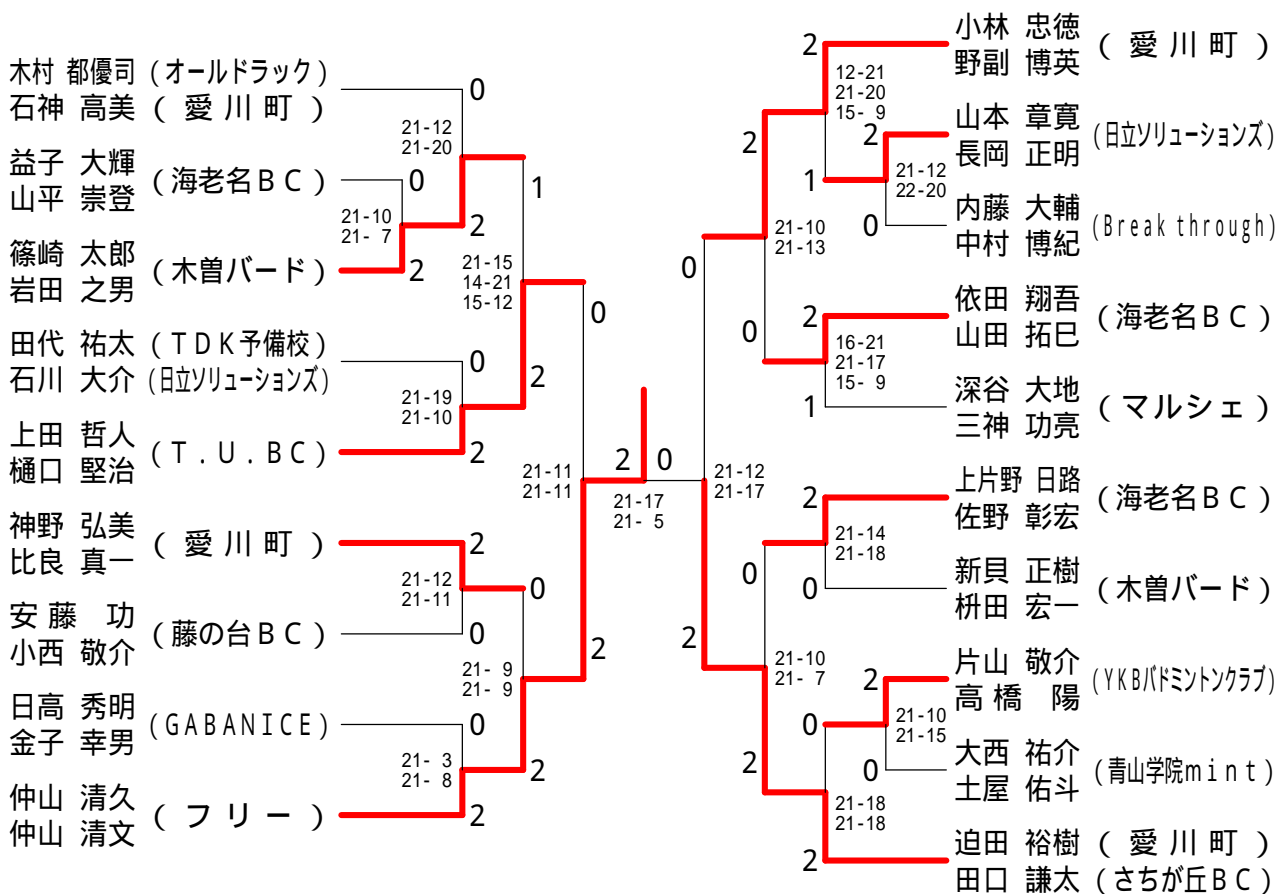 木村 都優司 (オールドラック)
石神 高美 ( 愛 川 町 )
0
21-12
21-20
益子 大輝
山平 崇登
(海老名BC)
0
21-10
21- 7
2
1
篠崎 太郎
岩田 之男
(木曽バード)
2
21-15
14-21
15-12
0
田代 祐太 (TDK予備校)
石川 大介 (日立ソリューションズ)
0
21-19
21-10
2
上田 哲人
樋口 堅治
(T.U.BC)
2
21-11
21-11
神野 弘美
比良 真一
( 愛 川 町 )
2
21-12
21-11
0
安 藤 功
小西 敬介
(藤の台BC)
0
21- 9
21- 9
2
日高 秀明
金子 幸男
(GABANICE)
0
21- 3
21- 8
2
仲山 清久
仲山 清文
( フ リ ー )
2
2
0
21-17
21- 5
小林 忠徳
野副 博英
( 愛 川 町 )
2
12-21
21-20
15- 9
山本 章寛
長岡 正明
(日立ソリューションズ)
2
21-12
22-20
2
1
内藤 大輔
中村 博紀
(Break through)
0
21-10
21-13
0
依田 翔吾
山田 拓巳
(海老名BC)
2
16-21
21-17
15- 9
0
深谷 大地
三神 功亮
(マルシェ)
1
21-12
21-17
上片野 日路
佐野 彰宏
(海老名BC)
2
21-14
21-18
0
新貝 正樹
枡田 宏一
(木曽バード)
0
2
21-10
21- 7
片山 敬介
高 橋 陽
(YKBバドミントンクラブ)
2
21-10
21-15
0
2
大西 祐介
土屋 佑斗
(青山学院mint)
0
21-18
21-18
迫田 裕樹 ( 愛 川 町 )
田口 謙太 (さちが丘BC)
2